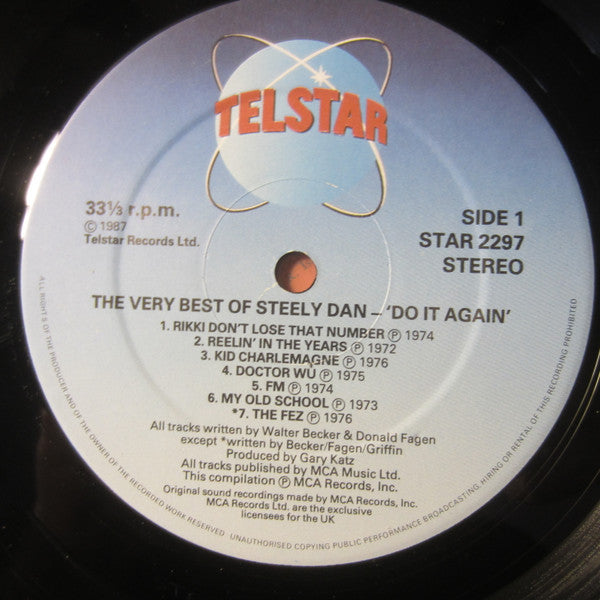 TELSTAR
33⅓ r.p.m.
© 1987
Telstar Records Ltd.
SIDE 1
STAR 2297
STEREO
THE VERY BEST OF STEELY DAN – ‘DO IT AGAIN’
1. RIKKI DON'T LOSE THAT NUMBER ℗ 1974
2. REELIN' IN THE YEARS ℗ 1972
3. KID CHARLEMAGNE ℗ 1976
4. DOCTOR WU ℗ 1975
5. FM ℗ 1974
6. MY OLD SCHOOL ℗ 1973
*7. THE FEZ ℗ 1976
All tracks written by Walter Becker & Donald Fagen
except *written by Becker/Fagen/Griffin
Produced by Gary Katz
All tracks published by MCA Music Ltd.
This compilation ℗ MCA Records, Inc.
Original sound recordings made by MCA Records, Inc.
MCA Records Ltd. are the exclusive
licensees for the UK
ALL RIGHTS OF THE PRODUCER AND OF THE OWNER OF THE RECORDED WORK RESERVED UNAUTHORISED COPYING PUBLIC PERFORMANCE BROADCASTING, HIRING OR RENTAL OF THIS RECORDING PROHIBITED